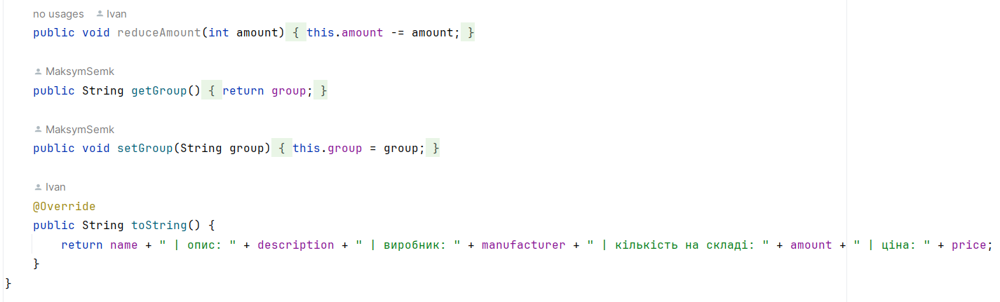 no usages Ivan
public void reduceAmount(int amount) { this.amount -= amount; }
MaksymSemk
public String getGroup() { return group; }
MaksymSemk
public void setGroup(String group) { this.group = group; }
Ivan
@Override
public String toString() {
return name + " | опис: " + description + " | виробник: " + manufacturer + " | кількість на складі: " + amount + " | ціна: " + price;
}
}